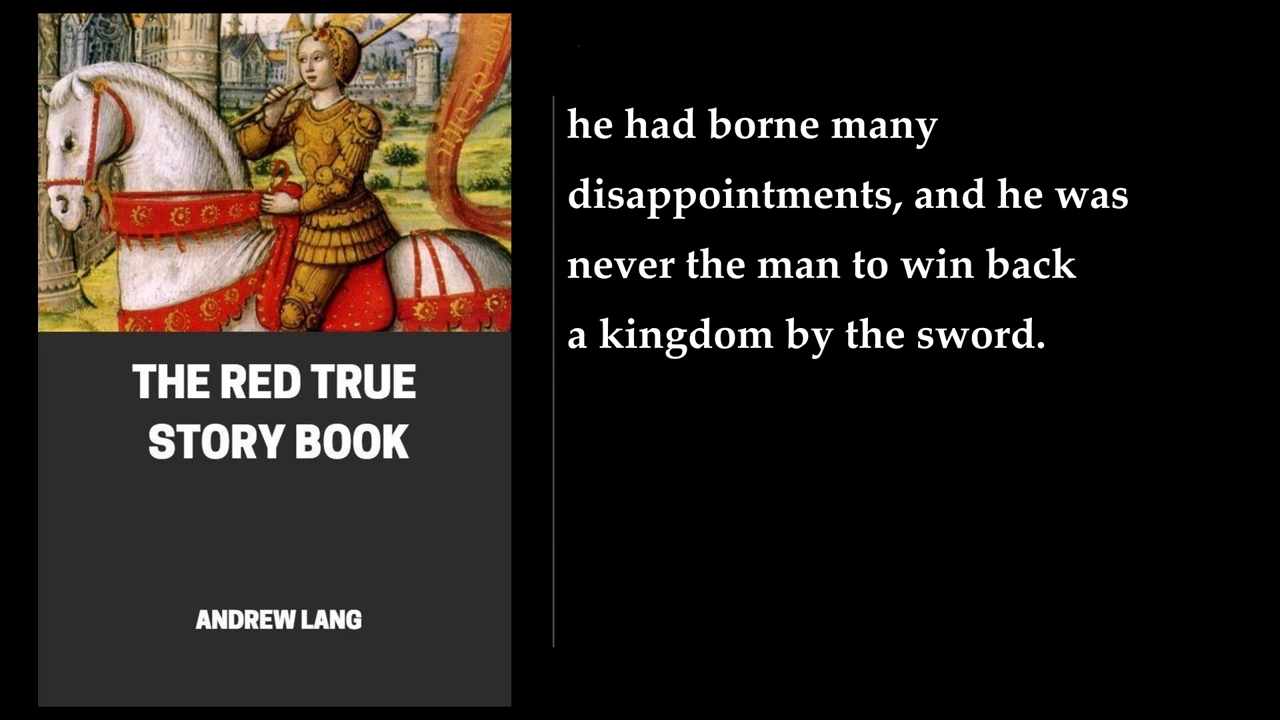 THE RED TRUE
STORY BOOK
ANDREW LANG
he had borne many
disappointments, and he was
never the man to win back
a kingdom by the sword.